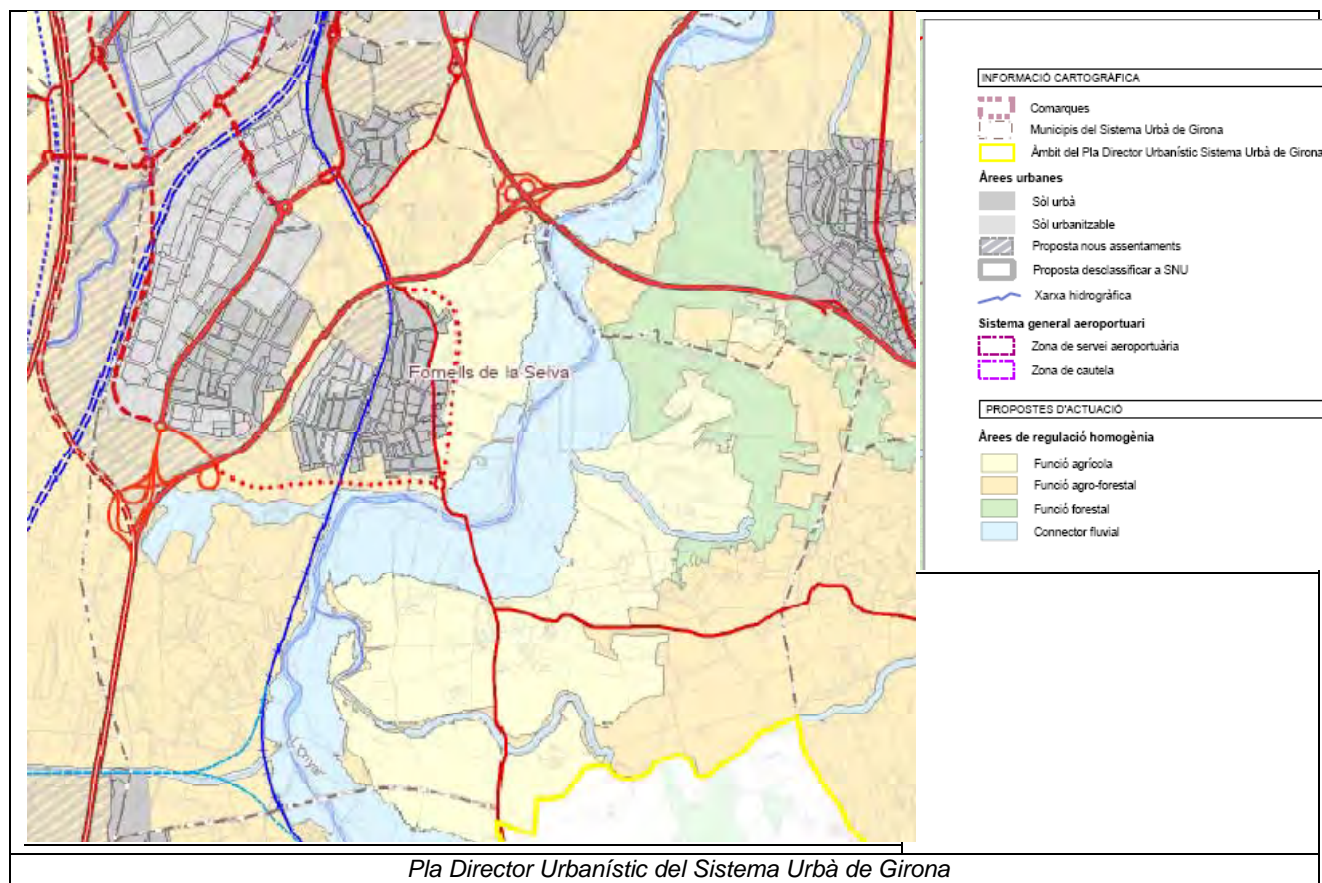 Fornells de la Selva
L'Onyar
INFORMACIÓ CARTOGRÀFICA
Comarques
Municipis del Sistema Urbà de Girona
Àmbit del Pla Director Urbanístic Sistema Urbà de Girona
Àrees urbanes
Sòl urbà
Sòl urbanitzable
Proposta nous assentaments
Proposta desclassificar a SNU
Xarxa hidrogràfica
Sistema general aeroportuari
Zona de servei aeroportuària
Zona de cautela
PROPOSTES D'ACTUACIÓ
Àrees de regulació homogènia
Funció agrícola
Funció agro-forestal
Funció forestal
Connector fluvial
Pla Director Urbanístic del Sistema Urbà de Girona